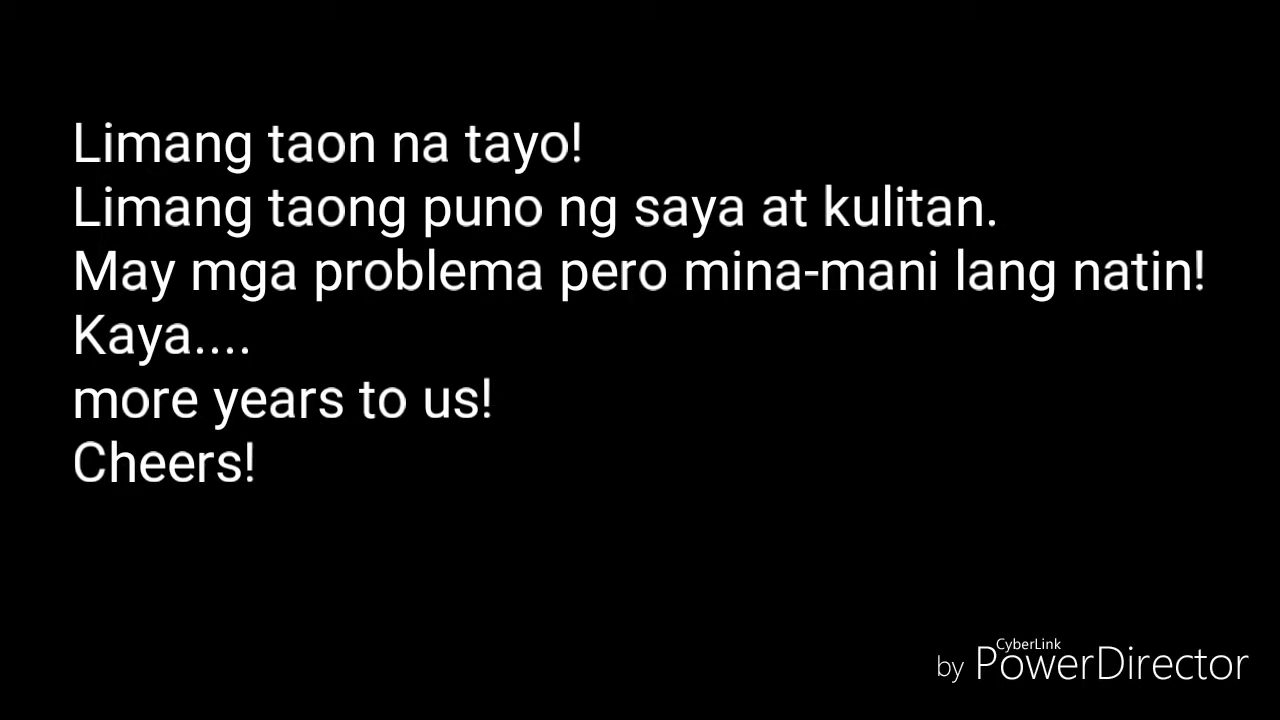 Limang taon na tayo!
Limang taong puno ng saya at kulitan.
May mga problema pero mina-mani lang natin!
Kaya....
more years to us!
Cheers!
CyberLink
by PowerDirector